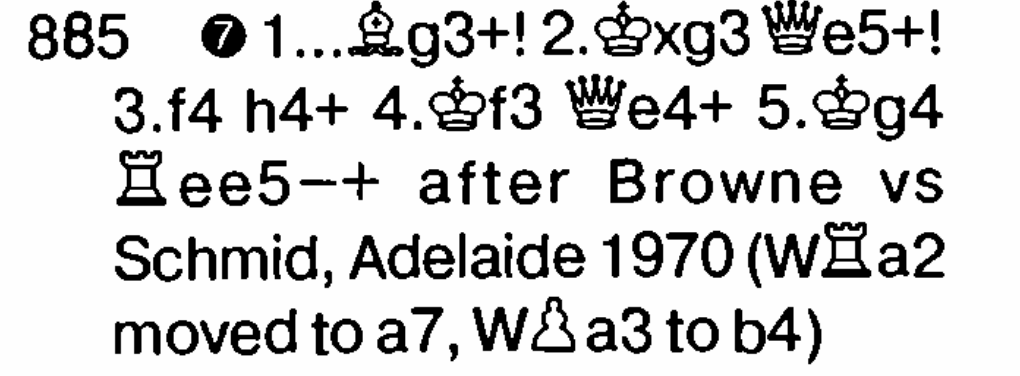 885 ❼ 1...♗g3+! 2.♔xg3 ♕e5+!
3.f4 h4+ 4.♔f3 ♕e4+ 5.♔g4
♖ee5−+ after Browne vs
Schmid, Adelaide 1970 (W♖a2
moved to a7, W♙a3 to b4)